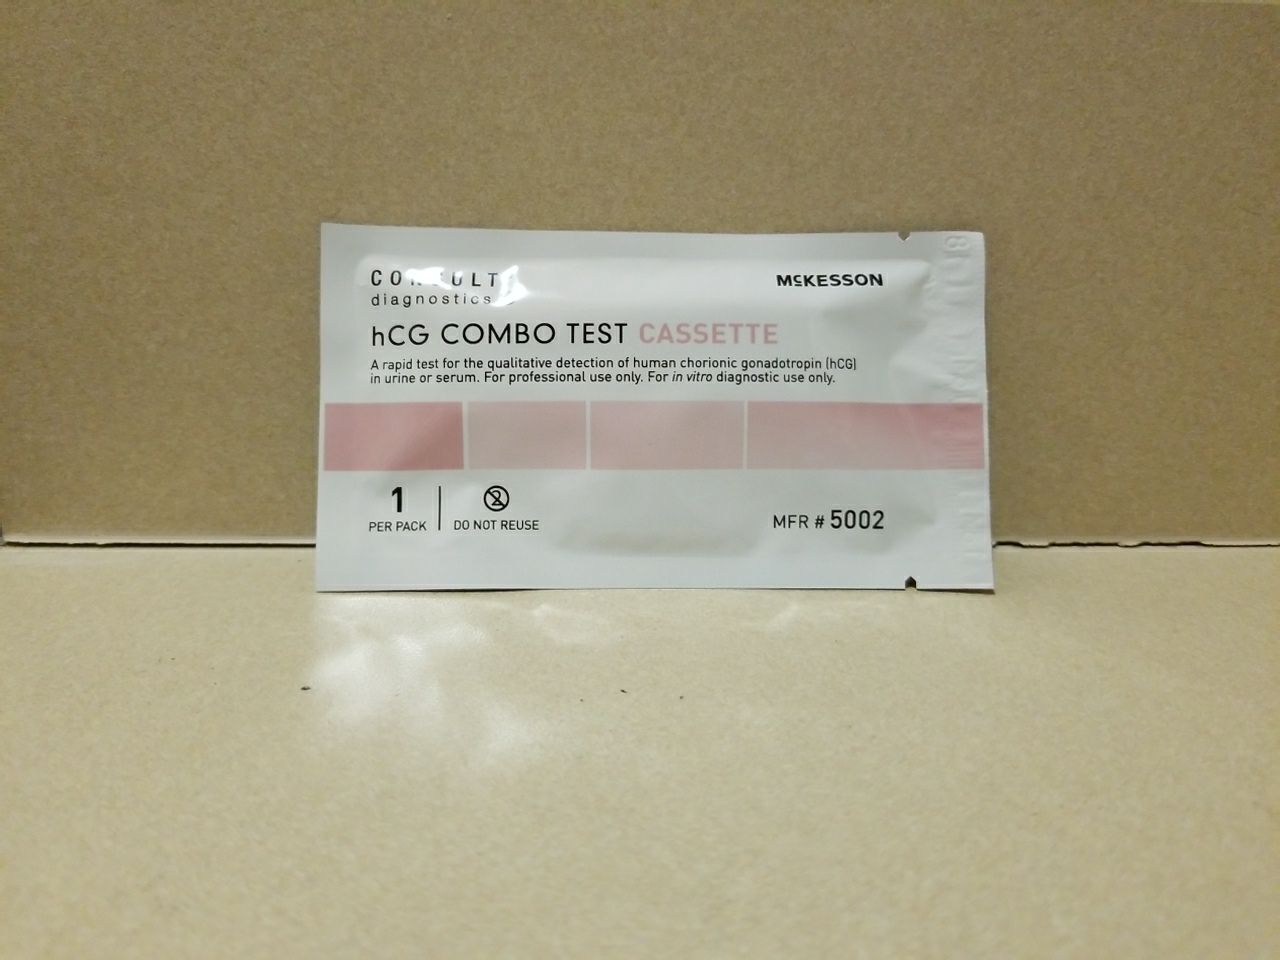 CONSULT
diagnostics
McKESSON
hCG COMBO TEST CASSETTE
A rapid test for the qualitative detection of human chorionic gonadotropin (hCG)
in urine or serum. For professional use only. For in vitro diagnostic use only.
1
PER PACK
2
DO NOT REUSE
MFR # 5002